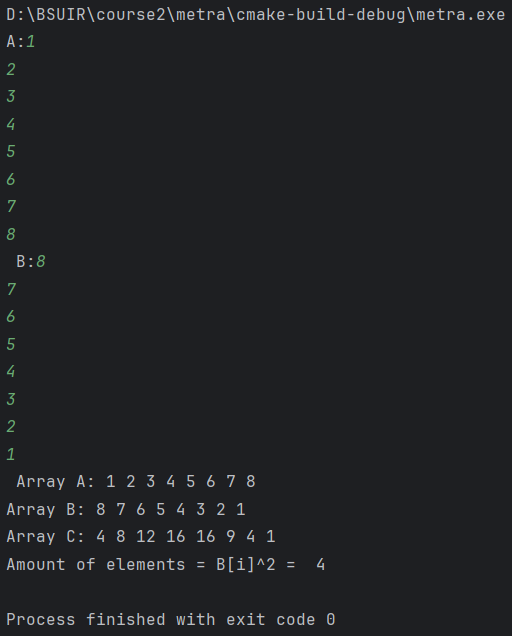 D:\BSUIR\course2\metra\cmake-build-debug\metra.exe
A:1
2
3
4
5
6
7
8
B:8
7
6
5
4
3
2
1
Array A: 1 2 3 4 5 6 7 8
Array B: 8 7 6 5 4 3 2 1
Array C: 4 8 12 16 16 9 4 1
Amount of elements = B[i]^2 =  4
Process finished with exit code 0